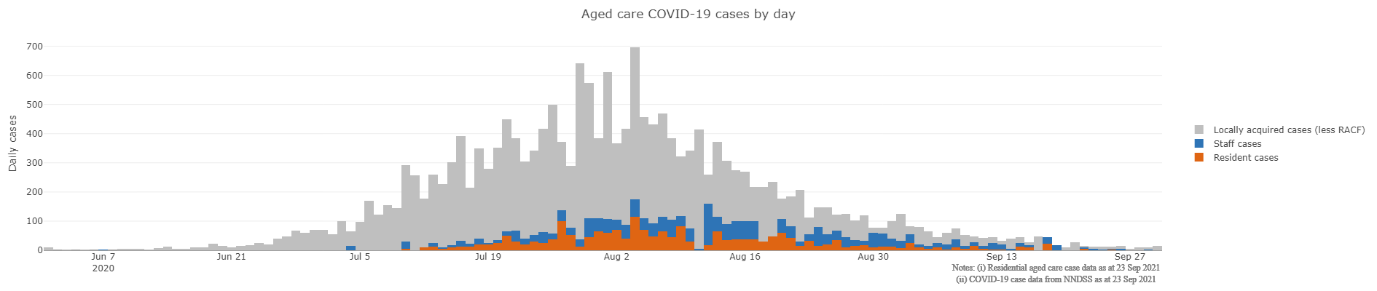 Aged care COVID-19 cases by day
Daily cases
700
600
500
400
300
200
100
0
Jun 7
2020
Jun 21
Jul 5
Jul 19
Aug 2
Aug 16
Aug 30
Sep 13
Sep 27
Locally acquired cases (less RACF)
Staff cases
Resident cases
Notes: (i) Residential aged care case data as at 23 Sep 2021
(ii) COVID-19 case data from NNDSS as at 23 Sep 2021